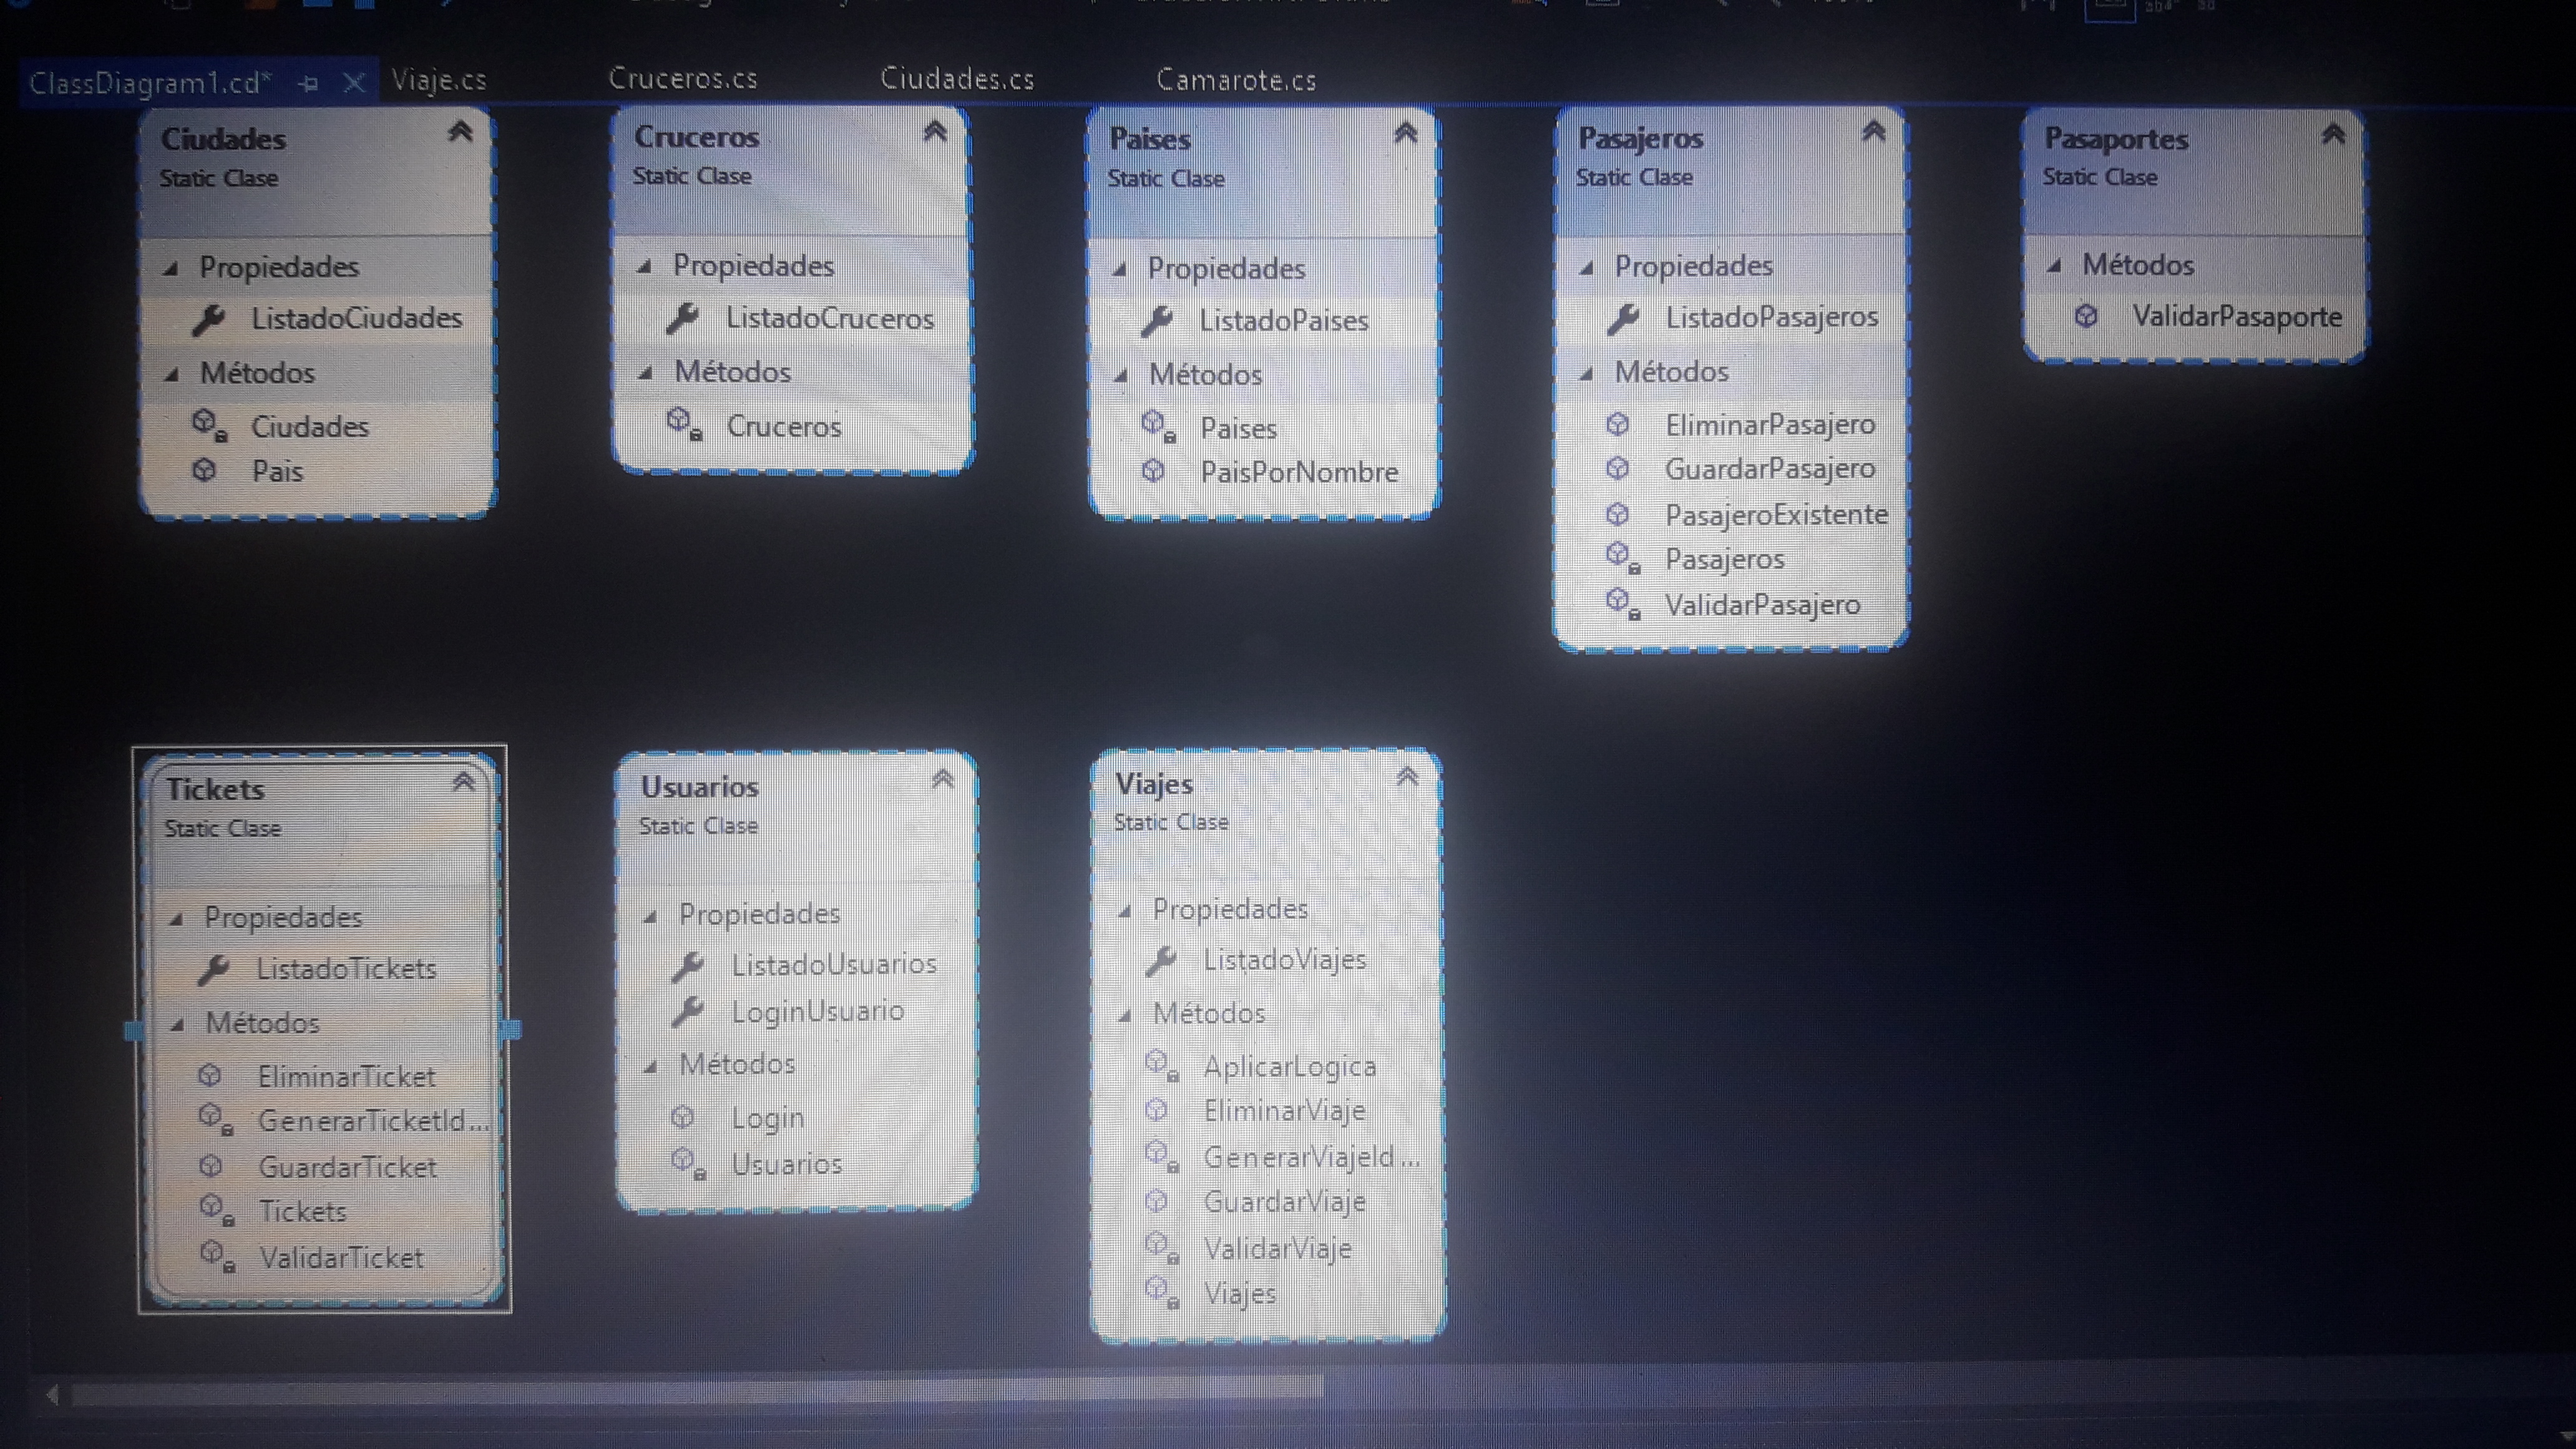 ClassDiagram1.cd*
Viaje.cs
Cruceros.cs
Ciudades.cs
Camarote.cs
Ciudades
Static Clase
Propiedades
ListadoCiudades
Métodos
Ciudades
Pais
Cruceros
Static Clase
Propiedades
ListadoCruceros
Métodos
Cruceros
Paises
Static Clase
Propiedades
ListadoPaises
Métodos
Paises
PaisPorNombre
Pasajeros
Static Clase
Propiedades
ListadoPasajeros
Métodos
EliminarPasajero
GuardarPasajero
PasajeroExistente
Pasajeros
ValidarPasajero
Pasaportes
Static Clase
Métodos
ValidarPasaporte
Tickets
Static Clase
Propiedades
ListadoTickets
Métodos
EliminarTicket
GenerarTicketId...
GuardarTicket
Tickets
ValidarTicket
Usuarios
Static Clase
Propiedades
ListadoUsuarios
LoginUsuario
Métodos
Login
Usuarios
Viajes
Static Clase
Propiedades
ListadoViajes
Métodos
AplicarLogica
EliminarViaje
GenerarViajeId...
GuardarViaje
ValidarViaje
Viajes